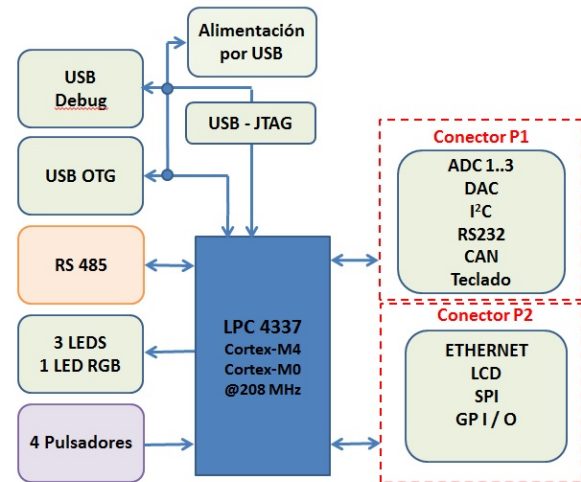 Alimentación
por USB
USB
Debug
USB - JTAG
USB OTG
RS 485
3 LEDS
1 LED RGB
4 Pulsadores
LPC 4337
Cortex-M4
Cortex-M0
@208 MHz
Conector P1
ADC 1..3
DAC
I²C
RS232
CAN
Teclado
Conector P2
ETHERNET
LCD
SPI
GP I / O